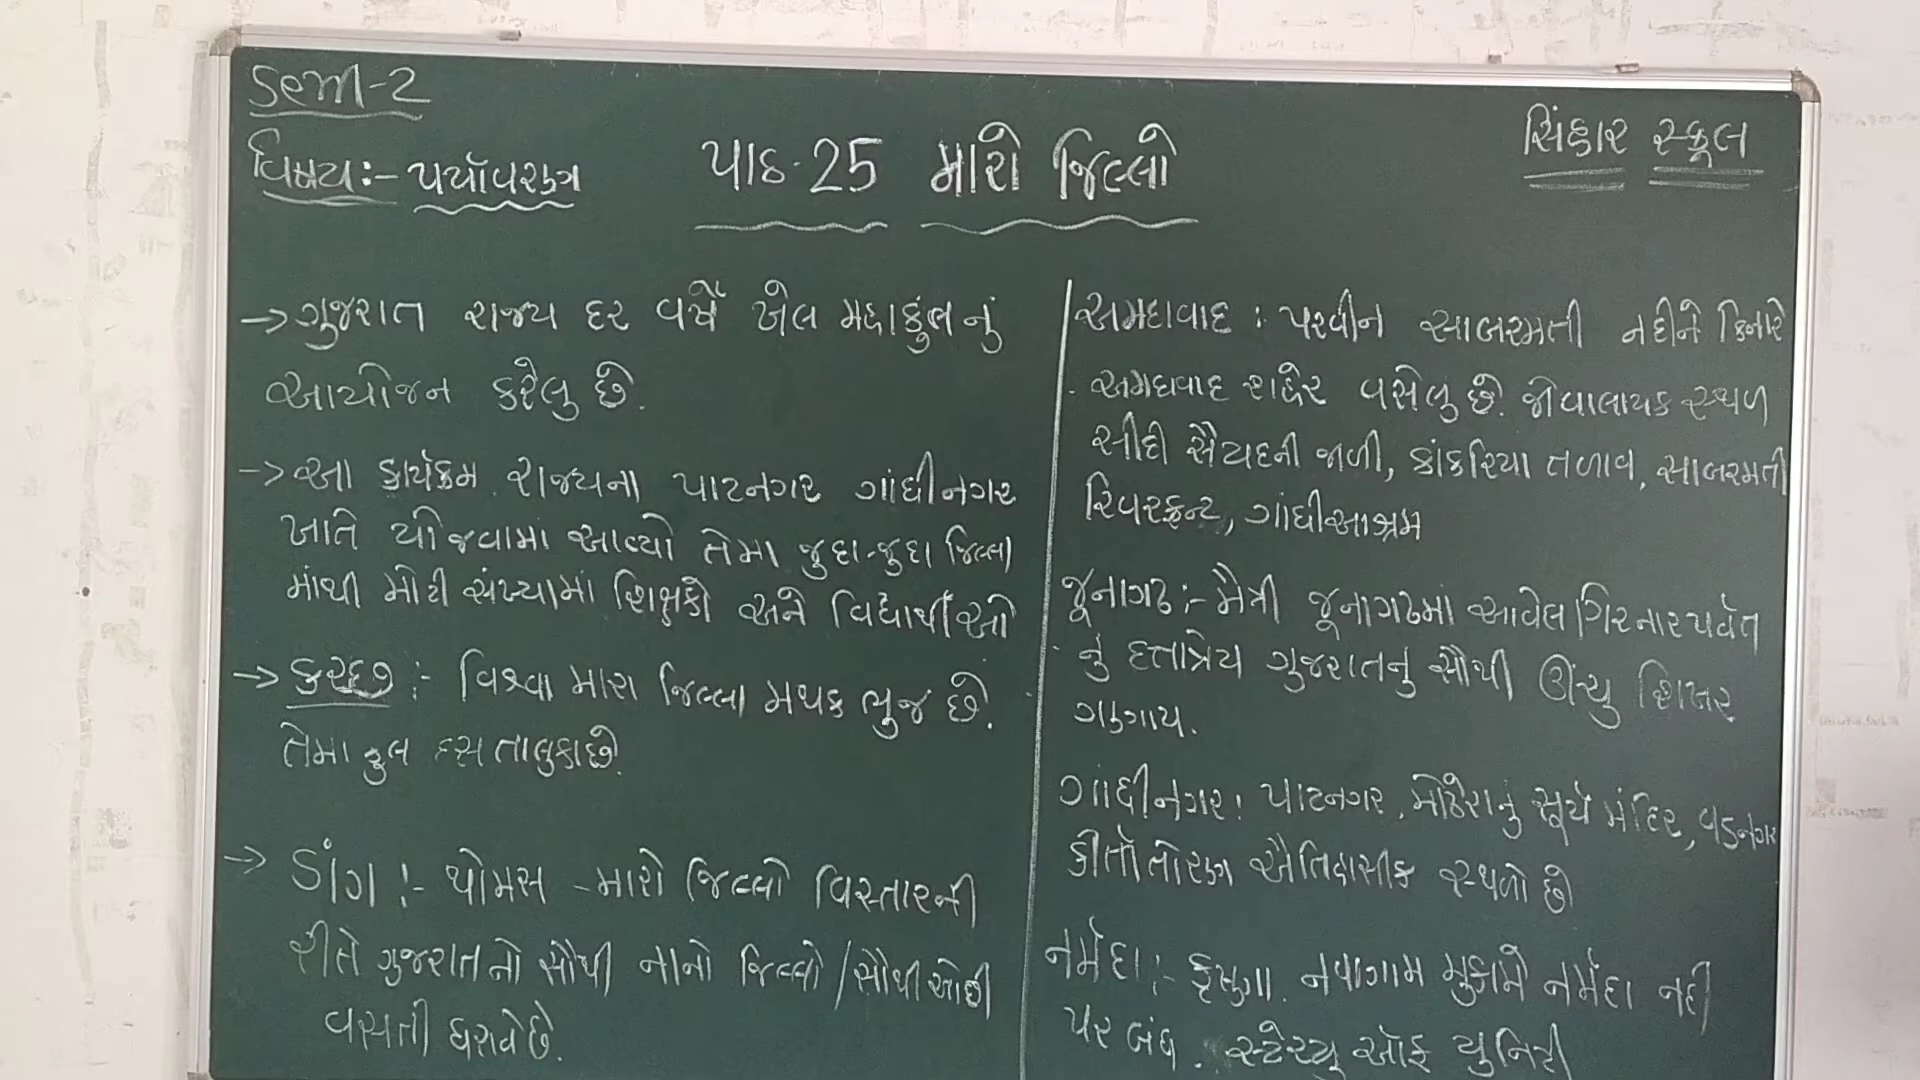 Sem-2
વિષય:- પર્યાવરણ
પાઠ-25 મારો જિલ્લો
સિંહાર સ્કૂલ
→ ગુજરાત રાજ્ય દર વર્ષે ખેલ મહાકુંભનું
આયોજન કરેલુ છે.
→ આ કાર્યક્રમ રાજ્યના પાટનગર ગાંધીનગર
ખાતે યોજવામાં આવ્યો તેમા જુદા-જુદા જિલ્લા
માંથી મોટી સંખ્યામાં શિક્ષકો અને વિદ્યાર્થીઓ
→ કચ્છ :- વિશ્વા મારા જિલ્લા મથક ભુજ છે.
તેમા કુલ દસ તાલુકા છે.
→ ડાંગ :- થોમસ - મારો જિલ્લો વિસ્તારની
રીતે ગુજરાતનો સૌથી નાનો જિલ્લો / સૌથી ઓછી
વસતી ધરાવે છે.
અમદાવાદ : પરવીન સાબરમતી નદીને કિનારે
અમદાવાદ શહેર વસેલુ છે. જોવાલાયક સ્થળ
સીદી સૈયદની જાળી, કાંકરિયા તળાવ, સાબરમતી
રિવરફ્રન્ટ, ગાંધીઆશ્રમ
જૂનાગઢ :- મૈત્રી જૂનાગઢમાં આવેલ ગિરનાર પર્વત
નું દત્તાત્રેય ગુજરાતનુ સૌથી ઊંચુ શિખર
ગણાય.
ગાંધીનગર : પાટનગર. મોઢેરાનું સૂર્ય મંદિર, વડનગર
કીર્તી તોરણ ઐતિહાસીક સ્થળો છે
નર્મદા :- કૃષ્ણા. નવાગામ મુકામે નર્મદા નદી
પર બંધ. સ્ટેચ્યુ ઑફ યુનિટી